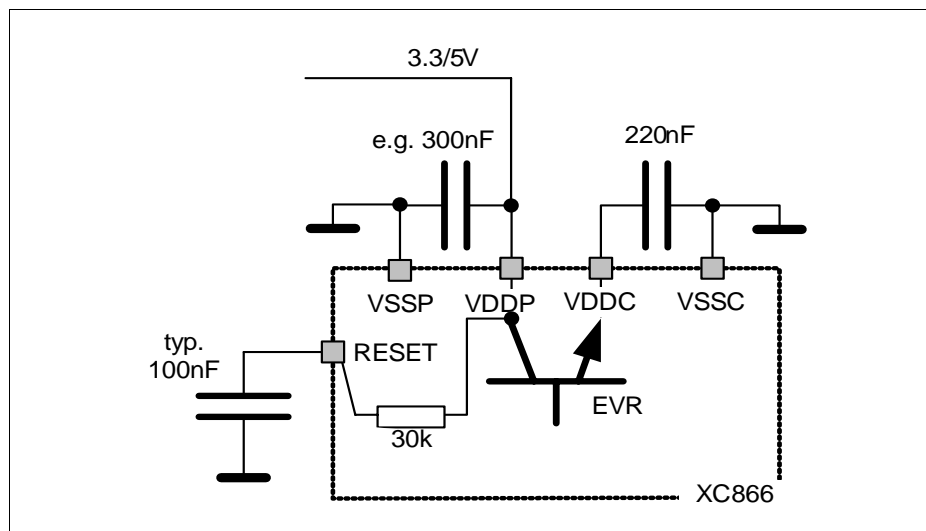 3.3/5V
e.g. 300nF
220nF
VSSP
VDDP
VDDC
VSSC
typ.
100nF
RESET
30k
EVR
XC866